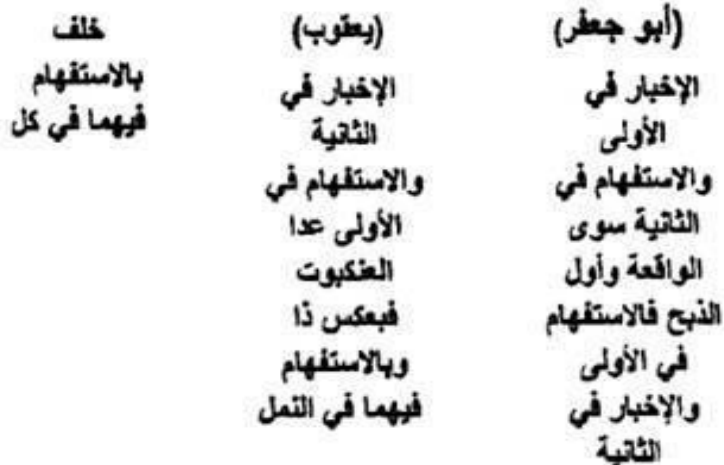 (أبو جعفر)
الإخبار في
الأولى
والاستفهام في
الثانية سوى
الواقعة وأول
الذبح فالاستفهام
في الأولى
والإخبار في
الثانية
(يعقوب)
الإخبار في
الثانية
والاستفهام في
الأولى عدا
العنكبوت
فبعكس ذا
وبالاستفهام
فيهما في النمل
خلف
بالاستفهام
فيهما في كل